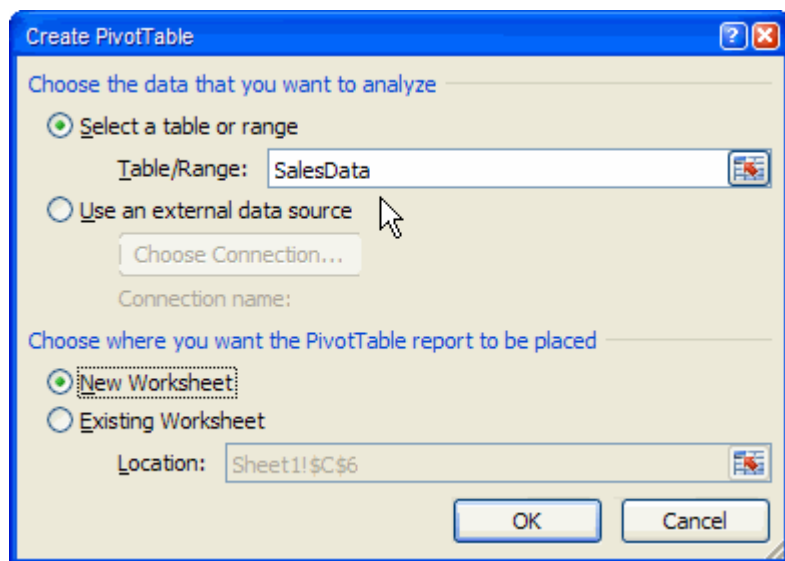 Create PivotTable
Choose the data that you want to analyze
Select a table or range
Table/Range: SalesData
Use an external data source
Choose Connection...
Connection name:
Choose where you want the PivotTable report to be placed
New Worksheet
Existing Worksheet
Location: Sheet1!$C$6
OK Cancel